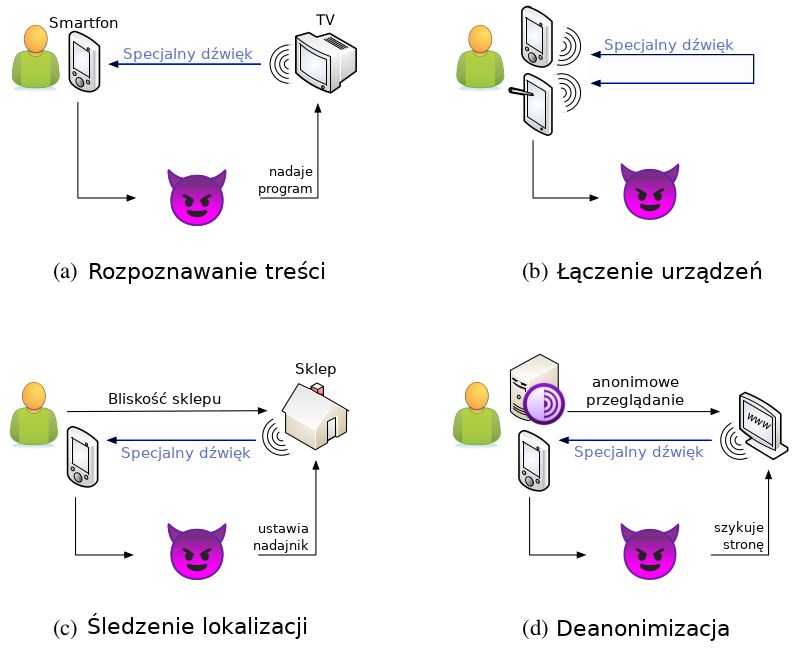 Smartfon
TV
Specjalny dźwięk
nadaje
program
(a) Rozpoznawanie treści
Specjalny dźwięk
(b) Łączenie urządzeń
Sklep
Bliskość sklepu
Specjalny dźwięk
ustawia
nadajnik
(c) Śledzenie lokalizacji
anonimowe
przeglądanie
www
Specjalny dźwięk
szykuje
stronę
(d) Deanonimizacja